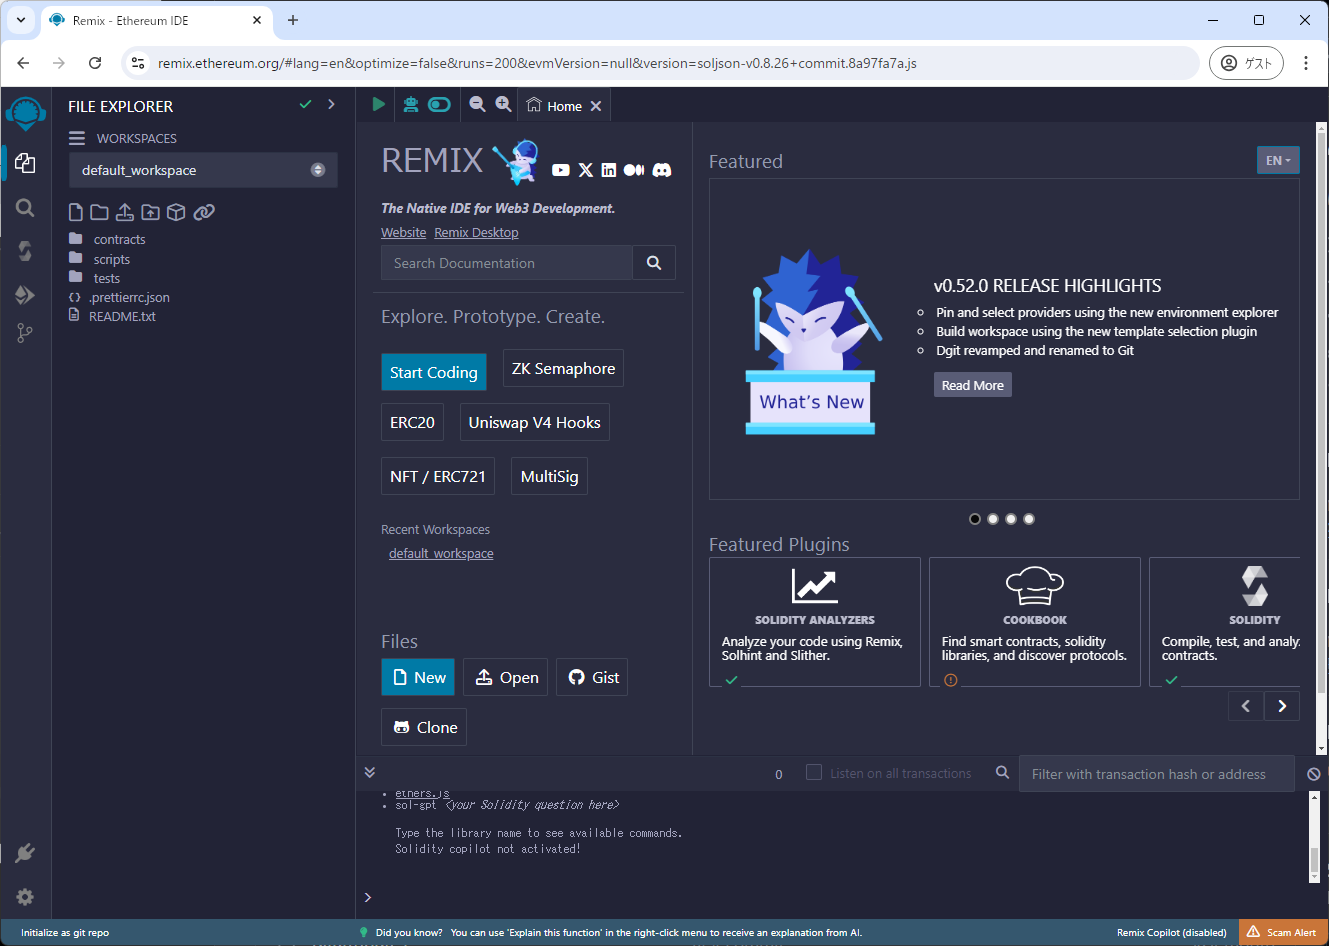 Remix - Ethereum IDE
remix.ethereum.org/#lang=en&optimize=false&runs=200&evmVersion=null&version=soljson-v0.8.26+commit.8a97fa7a.js
ゲスト
FILE EXPLORER
WORKSPACES
default_workspace
contracts
scripts
tests
.prettierrc.json
README.txt
Home
REMIX
The Native IDE for Web3 Development.
Website Remix Desktop
Search Documentation
Explore. Prototype. Create.
Start Coding
ZK Semaphore
ERC20
Uniswap V4 Hooks
NFT / ERC721
MultiSig
Recent Workspaces
default_workspace
Files
New
Open
Gist
Clone
Featured
EN
What's New
v0.52.0 RELEASE HIGHLIGHTS
Pin and select providers using the new environment explorer
Build workspace using the new template selection plugin
Dgit revamped and renamed to Git
Read More
Featured Plugins
SOLIDITY ANALYZERS
Analyze your code using Remix,
Solhint and Slither.
COOKBOOK
Find smart contracts, solidity
libraries, and discover protocols.
SOLIDITY
Compile, test, and analy
contracts.
0
Listen on all transactions
Filter with transaction hash or address
ethers.js
sol-gpt <your Solidity question here>
Type the library name to see available commands.
Solidity copilot not activated!
>
Initialize as git repo
Did you know? You can use 'Explain this function' in the right-click menu to receive an explanation from AI.
Remix Copilot (disabled)
Scam Alert